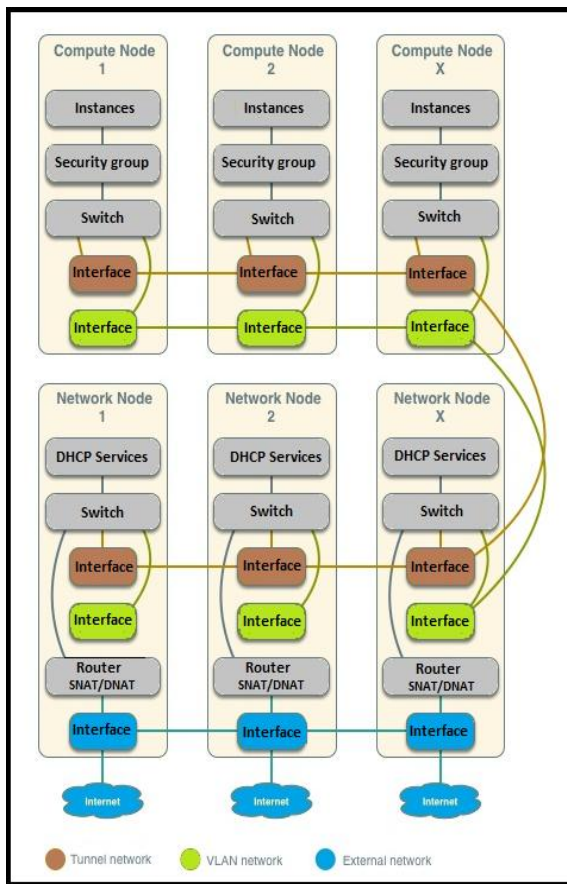 Compute Node
1
Instances
Security group
Switch
Interface
Interface
Compute Node
2
Instances
Security group
Switch
Interface
Interface
Compute Node
X
Instances
Security group
Switch
Interface
Interface
Network Node
1
DHCP Services
Switch
Interface
Interface
Router
SNAT/DNAT
Interface
Internet
Network Node
2
DHCP Services
Switch
Interface
Interface
Router
SNAT/DNAT
Interface
Internet
Network Node
X
DHCP Services
Switch
Interface
Interface
Router
SNAT/DNAT
Interface
Internet
Tunnel network
VLAN network
External network